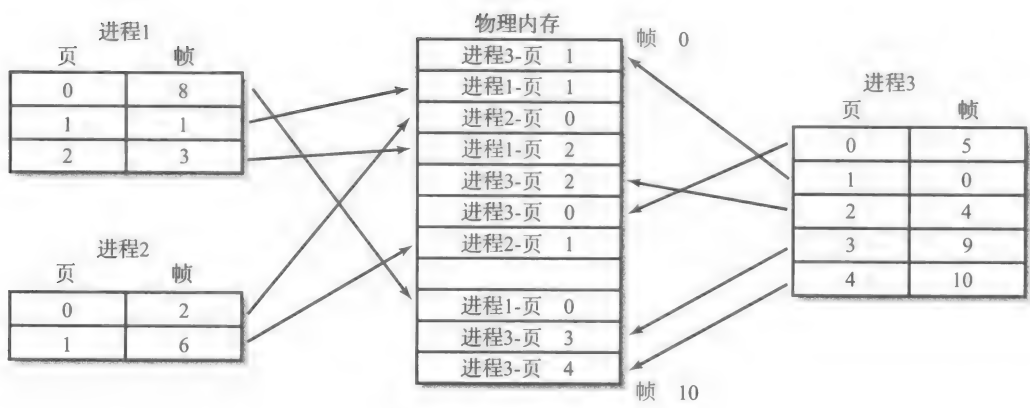 进程1
页 帧
0 8
1 1
2 3
进程2
页 帧
0 2
1 6
物理内存
帧 0
进程3-页 1
进程1-页 1
进程2-页 0
进程1-页 2
进程3-页 2
进程3-页 0
进程2-页 1
进程1-页 0
进程3-页 3
进程3-页 4
帧 10
进程3
页 帧
0 5
1 0
2 4
3 9
4 10